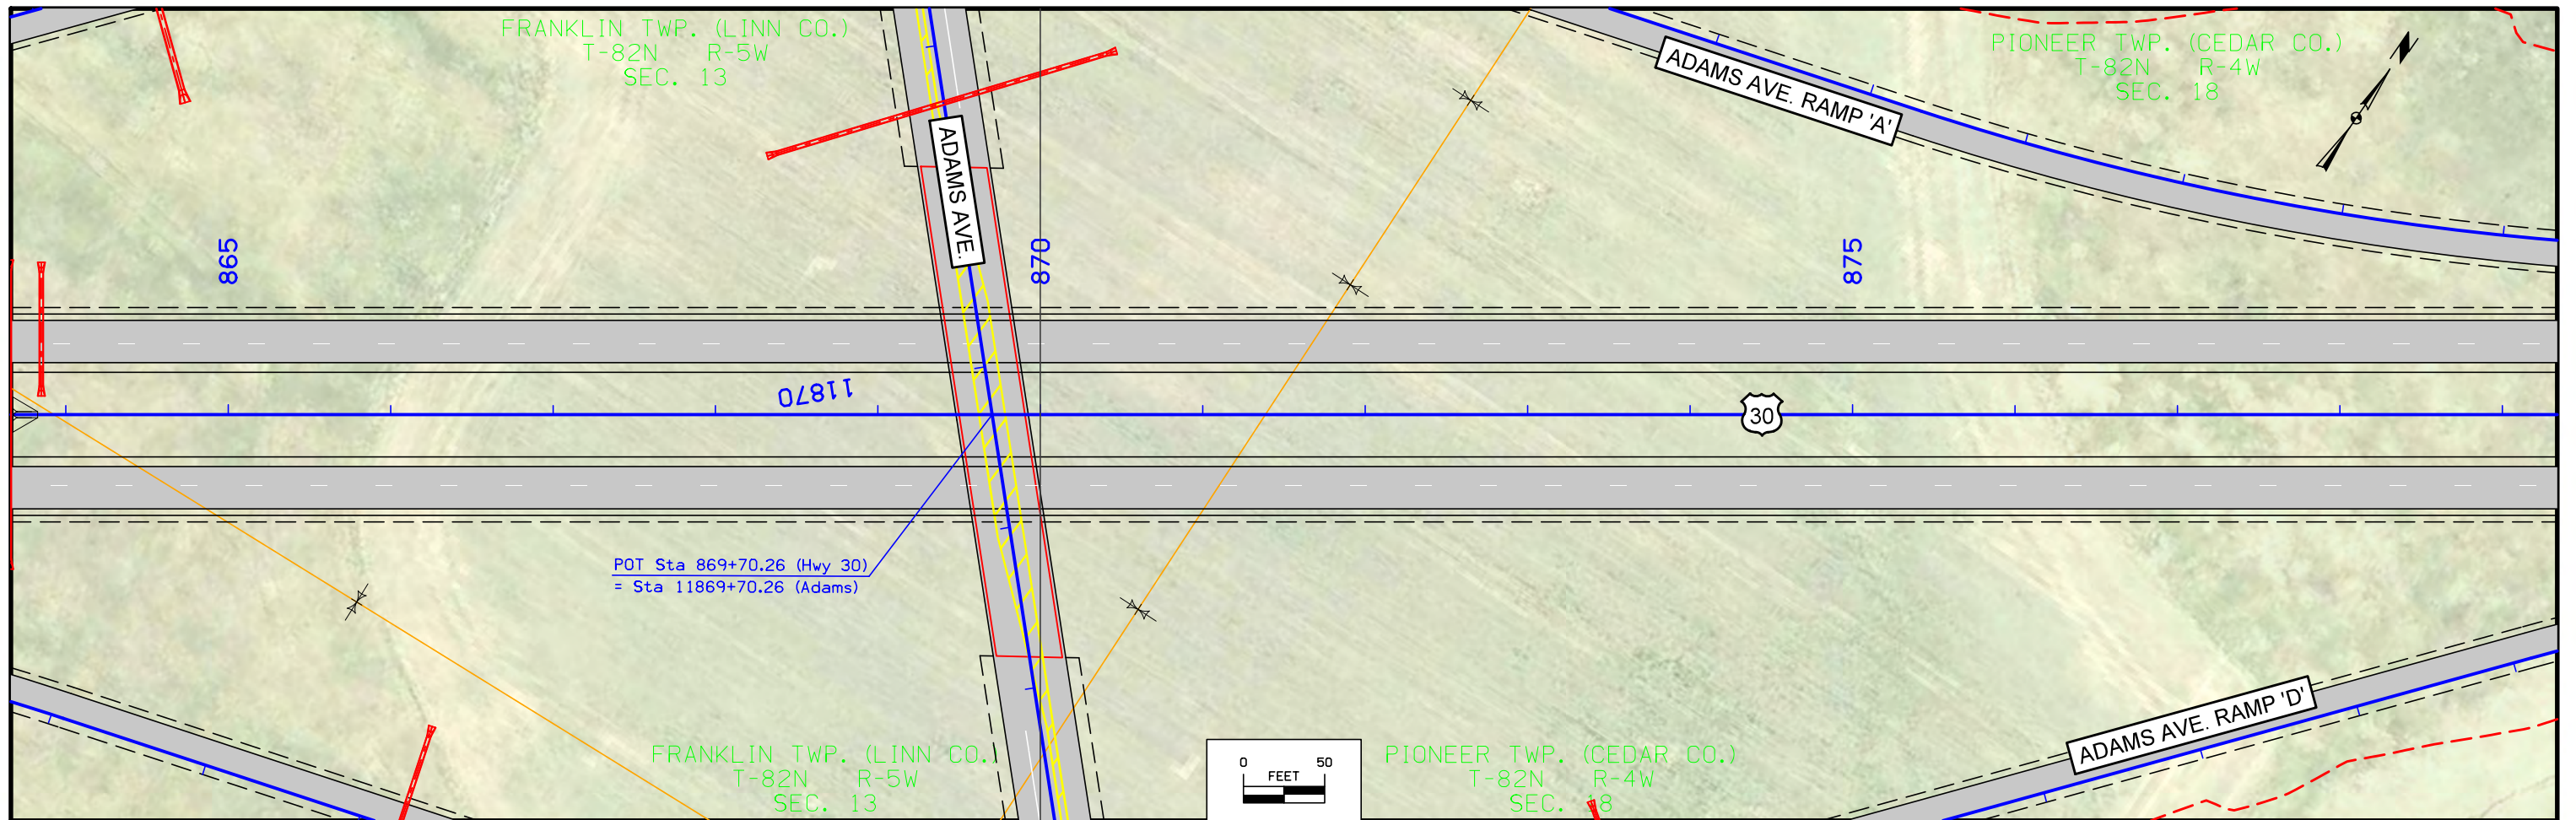 FRANKLIN TWP. (LINN CO.)
T-82N R-5W
SEC. 13
PIONEER TWP. (CEDAR CO.)
T-82N R-4W
SEC. 18
ADAMS AVE. RAMP 'A'
ADAMS AVE.
865
870
875
11870
30
POT Sta 869+70.26 (Hwy 30)
= Sta 11869+70.26 (Adams)
FRANKLIN TWP. (LINN CO.)
T-82N R-5W
SEC. 13
0 50
FEET
PIONEER TWP. (CEDAR CO.)
T-82N R-4W
SEC. 18
ADAMS AVE. RAMP 'D'